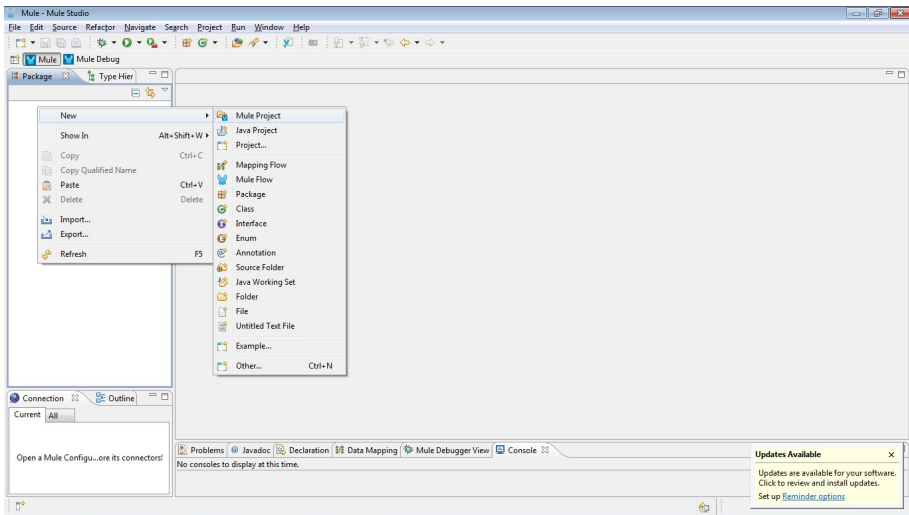 Mule - Mule Studio
File Edit Source Refactor Navigate Search Project Run Window Help
Mule Mule Debug
Package Type Hier
New
Show In Alt+Shift+W
Copy Ctrl+C
Copy Qualified Name
Paste Ctrl+V
Delete Delete
Import...
Export...
Refresh F5
Mule Project
Java Project
Project...
Mapping Flow
Mule Flow
Package
Class
Interface
Enum
Annotation
Source Folder
Java Working Set
Folder
File
Untitled Text File
Example...
Other... Ctrl+N
Connection Outline
Current All
Open a Mule Configu...ore its connectors!
Problems @ Javadoc Declaration Data Mapping Mule Debugger View Console
No consoles to display at this time.
Updates Available x
Updates are available for your software.
Click to review and install updates.
Set up Reminder options